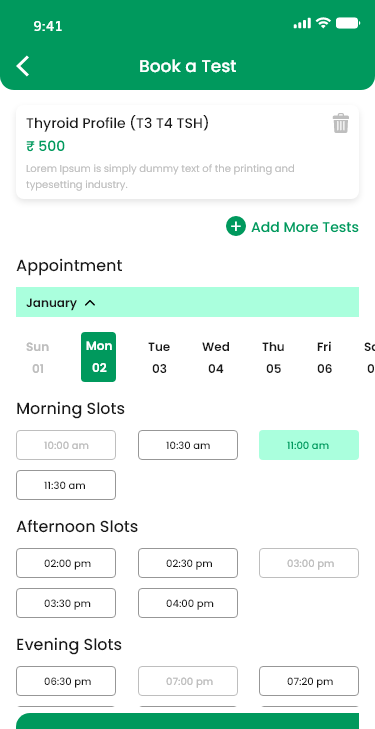 9:41
Book a Test
Thyroid Profile (T3 T4 TSH)
₹ 500
Lorem Ipsum is simply dummy text of the printing and
typesetting industry.
Add More Tests
Appointment
January
Sun Mon Tue Wed Thu Fri
01 02 03 04 05 06
Morning Slots
10:00 am 10:30 am 11:00 am
11:30 am
Afternoon Slots
02:00 pm 02:30 pm 03:00 pm
03:30 pm 04:00 pm
Evening Slots
06:30 pm 07:00 pm 07:20 pm